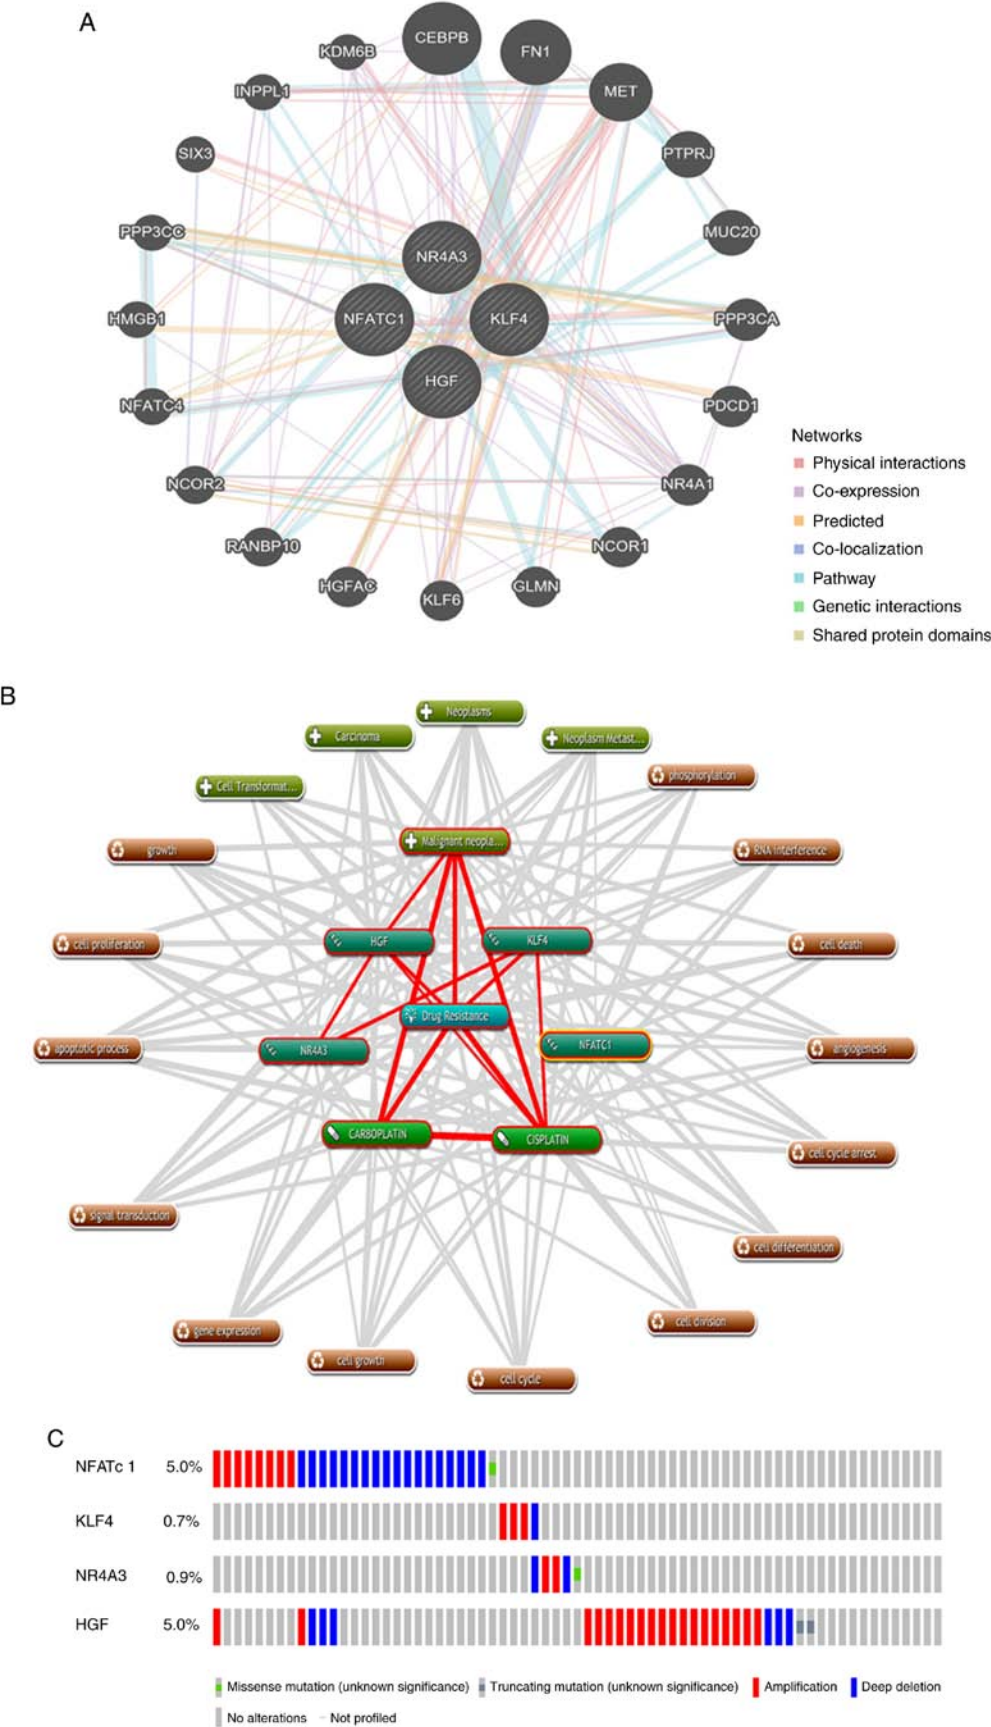 A
CEBPB
FN1
KDM6B
MET
INPPL1
PTPRJ
SIX3
MUC20
PPP3CC
NR4A3
NFATC1
KLF4
HMGB1
PPP3CA
HGF
NFATC4
PDCD1
NCOR2
NR4A1
RANBP10
NCOR1
HGFAC
KLF6
GLMN
Networks
Physical interactions
Co-expression
Predicted
Co-localization
Pathway
Genetic interactions
Shared protein domains
B
Neoplasms
Carcinoma
Neoplasm Metast...
Cell Transformat...
phosphorylation
Malignant neopla...
growth
RNA interference
HGF
KLF4
cell proliferation
cell death
Drug Resistance
apoptotic process
NR4A3
NFATC1
angiogenesis
CARBOPLATIN
CISPLATIN
cell cycle arrest
signal transduction
cell differentiation
gene expression
cell division
cell growth
cell cycle
C
NFATc 1 5.0%
KLF4 0.7%
NR4A3 0.9%
HGF 5.0%
Missense mutation (unknown significance) Truncating mutation (unknown significance) Amplification Deep deletion
No alterations Not profiled